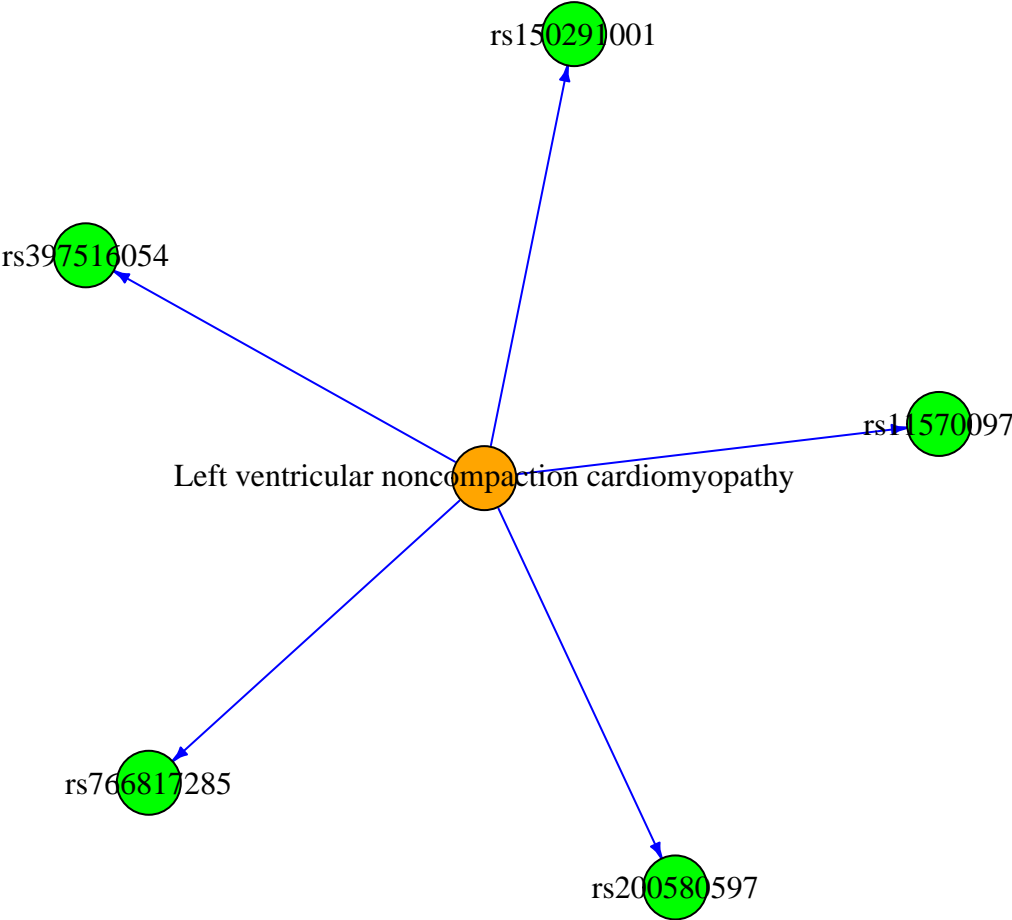 rs150291001
rs397516054
rs11570097
Left ventricular noncompaction cardiomyopathy
rs766817285
rs200580597